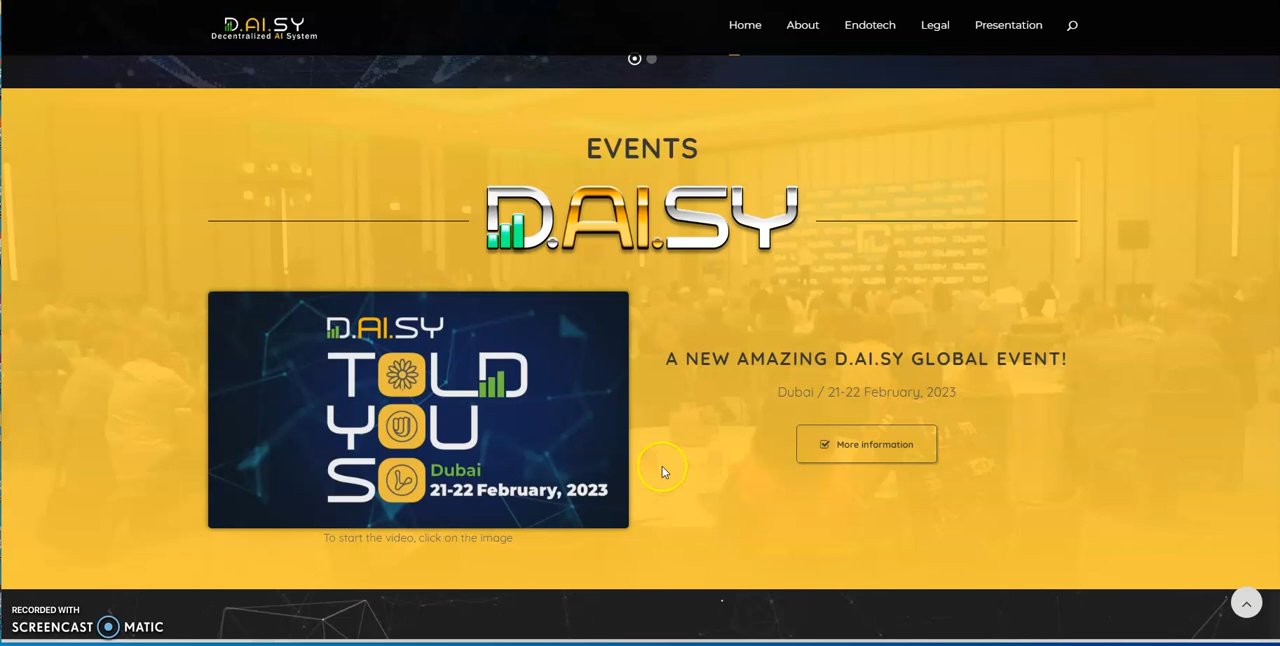 D.AI.SY
Decentralized AI System
Home About Endotech Legal Presentation
EVENTS
D.AI.SY
D.AI.SY
TOLD
YOU
SO
Dubai
21-22 February, 2023
To start the video, click on the image
A NEW AMAZING D.AI.SY GLOBAL EVENT!
Dubai / 21-22 February, 2023
More information
RECORDED WITH
SCREENCAST MATIC